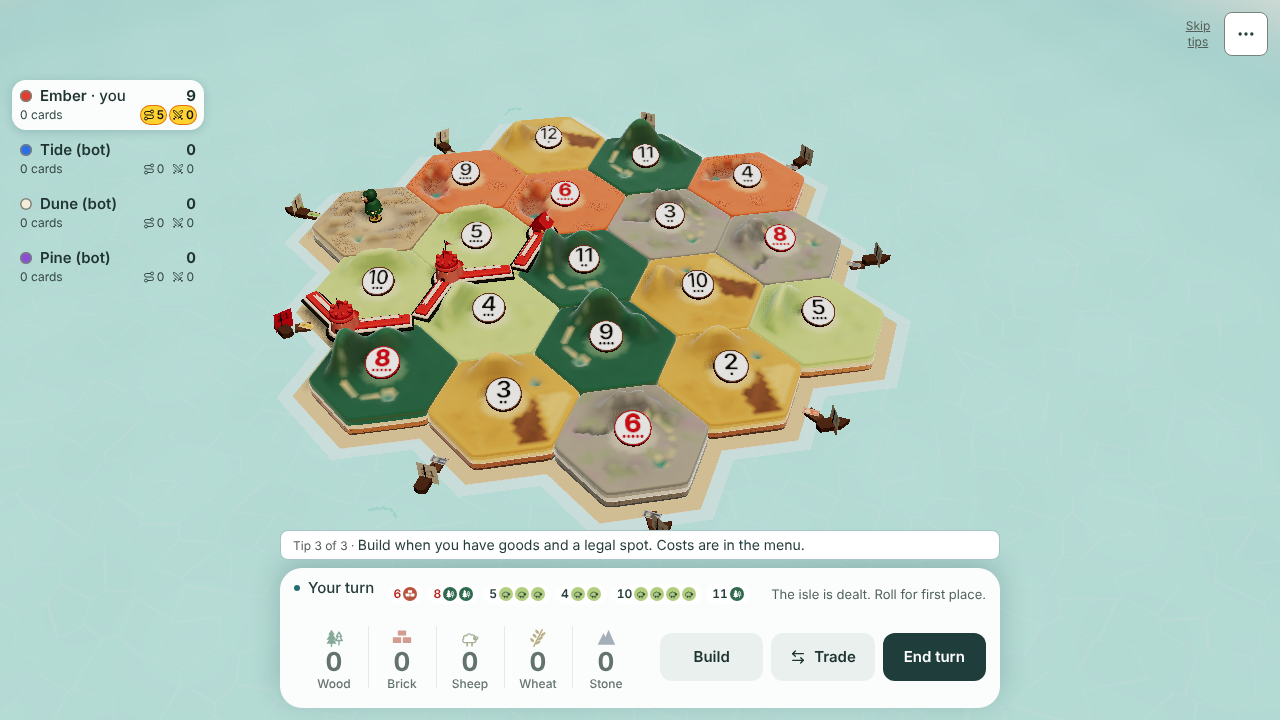 Skip
tips
Ember · you 9
0 cards 5 0
Tide (bot) 0
0 cards 0 0
Dune (bot) 0
0 cards 0 0
Pine (bot) 0
0 cards 0 0
12
11
9
4
6
3
5
8
11
10
10
4
5
9
8
2
3
6
Tip 3 of 3 · Build when you have goods and a legal spot. Costs are in the menu.
Your turn 6 8 5 4 10 11 The isle is dealt. Roll for first place.
0 0 0 0 0
Wood Brick Sheep Wheat Stone
Build Trade End turn